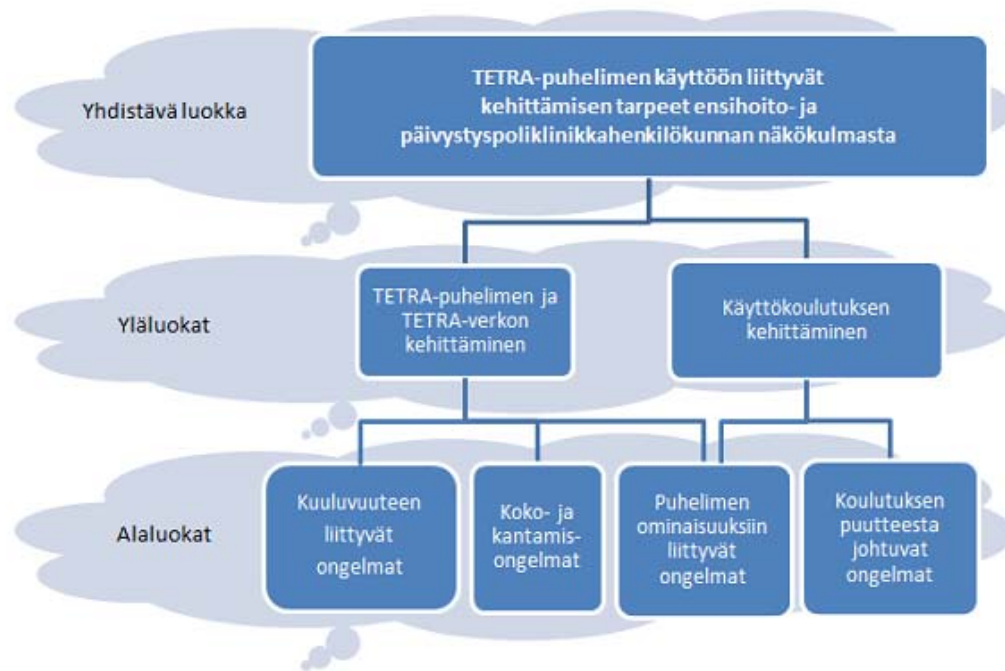 Yhdistävä luokka
TETRA-puhelimen käyttöön liittyvät
kehittämisen tarpeet ensihoito- ja
päivystyspoliklinikkahenkilökunnan näkökulmasta
Yläluokat
TETRA-puhelimen ja
TETRA-verkon
kehittäminen
Käyttökoulutuksen
kehittäminen
Alaluokat
Kuuluvuuteen
liittyvät
ongelmat
Koko- ja
kantamis-
ongelmat
Puhelimen
ominaisuuksiin
liittyvät
ongelmat
Koulutuksen
puutteesta
johtuvat
ongelmat